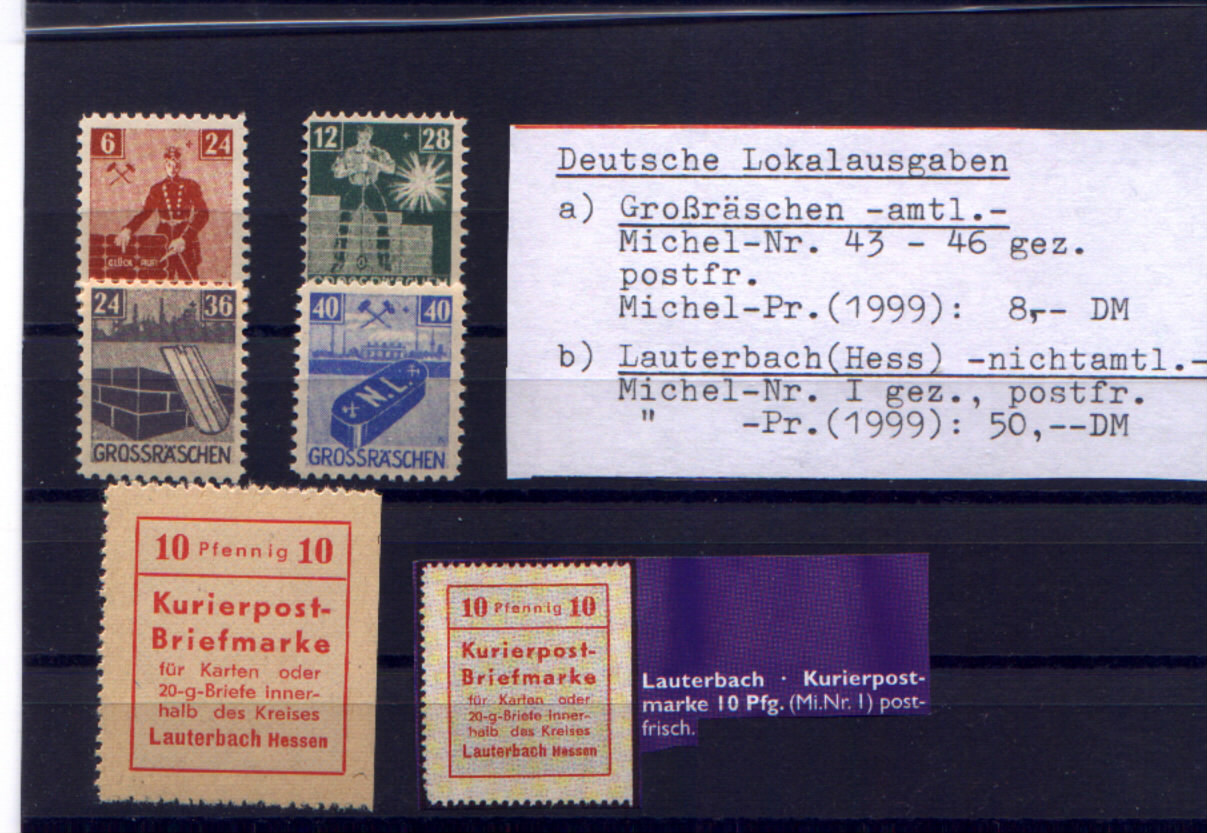 6 24
GLÜCK AUF!
12 28
24 36
GROSSRÄSCHEN
40 40
N.L.
GROSSRÄSCHEN
Deutsche Lokalausgaben
a) Großräschen -amtl.-
Michel-Nr. 43 - 46 gez.
postfr.
Michel-Pr.(1999): 8,-- DM
b) Lauterbach(Hess) -nichtamtl.-
Michel-Nr. I gez., postfr.
" -Pr.(1999): 50,--DM
10 Pfennig 10
Kurierpost-
Briefmarke
für Karten oder
20-g-Briefe inner-
halb des Kreises
Lauterbach Hessen
10 Pfennig 10
Kurierpost-
Briefmarke
für Karten oder
20-g-Briefe inner-
halb des Kreises
Lauterbach Hessen
Lauterbach · Kurierpost-
marke 10 Pfg. (Mi.Nr. I) post-
frisch.